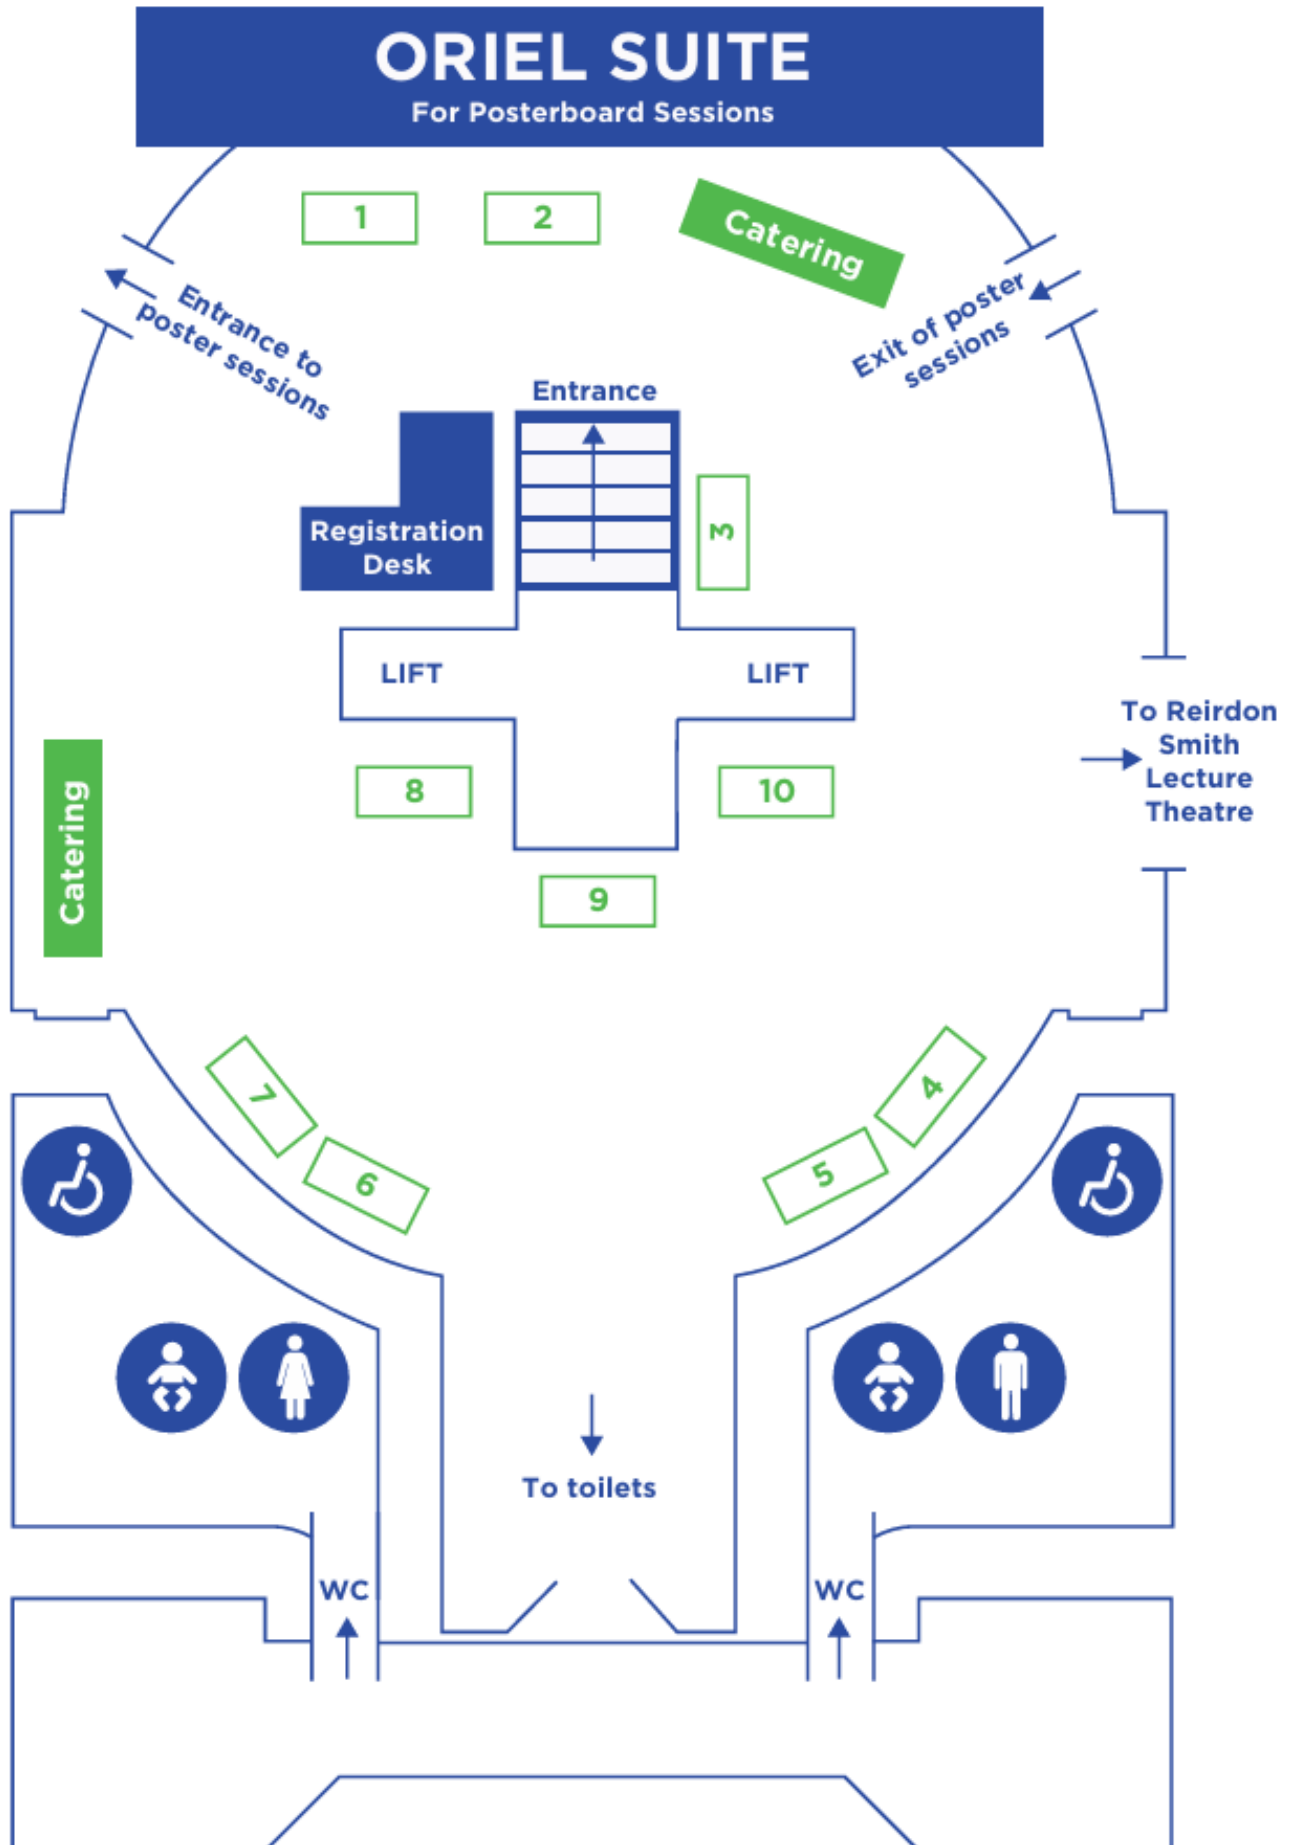 ORIEL SUITE
For Posterboard Sessions
1
2
Catering
Entrance to
poster sessions
Exit of poster
sessions
Entrance
Registration
Desk
3
LIFT
LIFT
To Reirdon
Smith
Lecture
Theatre
Catering
8
10
9
7
4
6
5
To toilets
WC
WC